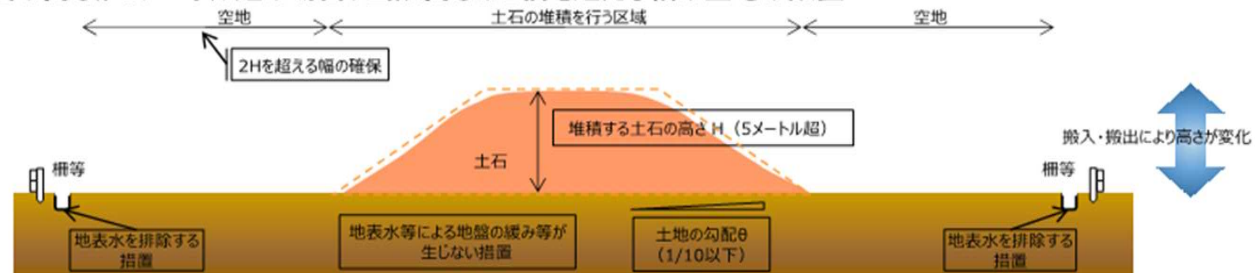 空地
土石の堆積を行う区域
空地
2Hを超える幅の確保
堆積する土石の高さH（5メートル超）
搬入・搬出により高さが変化
土石
柵等
柵等
地表水を排除する
措置
地表水等による地盤の緩み等が
生じない措置
土地の勾配θ
（1/10以下）
地表水を排除する
措置